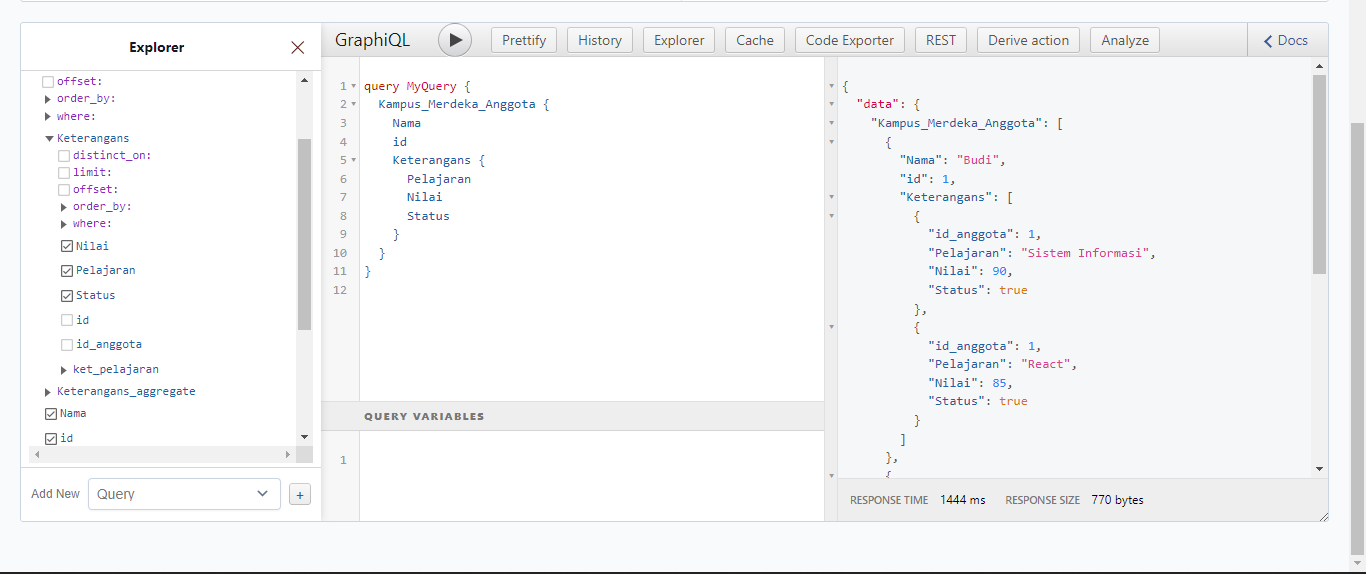 Explorer
offset:
order_by:
where:
Keterangans
distinct_on:
limit:
offset:
order_by:
where:
Nilai
Pelajaran
Status
id
id_anggota
ket_pelajaran
Keterangans_aggregate
Nama
id
Add New Query +
GraphiQL Prettify History Explorer Cache Code Exporter REST Derive action Analyze Docs
1 query MyQuery {
2 Kampus_Merdeka_Anggota {
3 Nama
4 id
5 Keterangans {
6 Pelajaran
7 Nilai
8 Status
9 }
10 }
11 }
12
QUERY VARIABLES
1
{
"data": {
"Kampus_Merdeka_Anggota": [
{
"Nama": "Budi",
"id": 1,
"Keterangans": [
{
"id_anggota": 1,
"Pelajaran": "Sistem Informasi",
"Nilai": 90,
"Status": true
},
{
"id_anggota": 1,
"Pelajaran": "React",
"Nilai": 85,
"Status": true
}
]
},
{
RESPONSE TIME 1444 ms RESPONSE SIZE 770 bytes